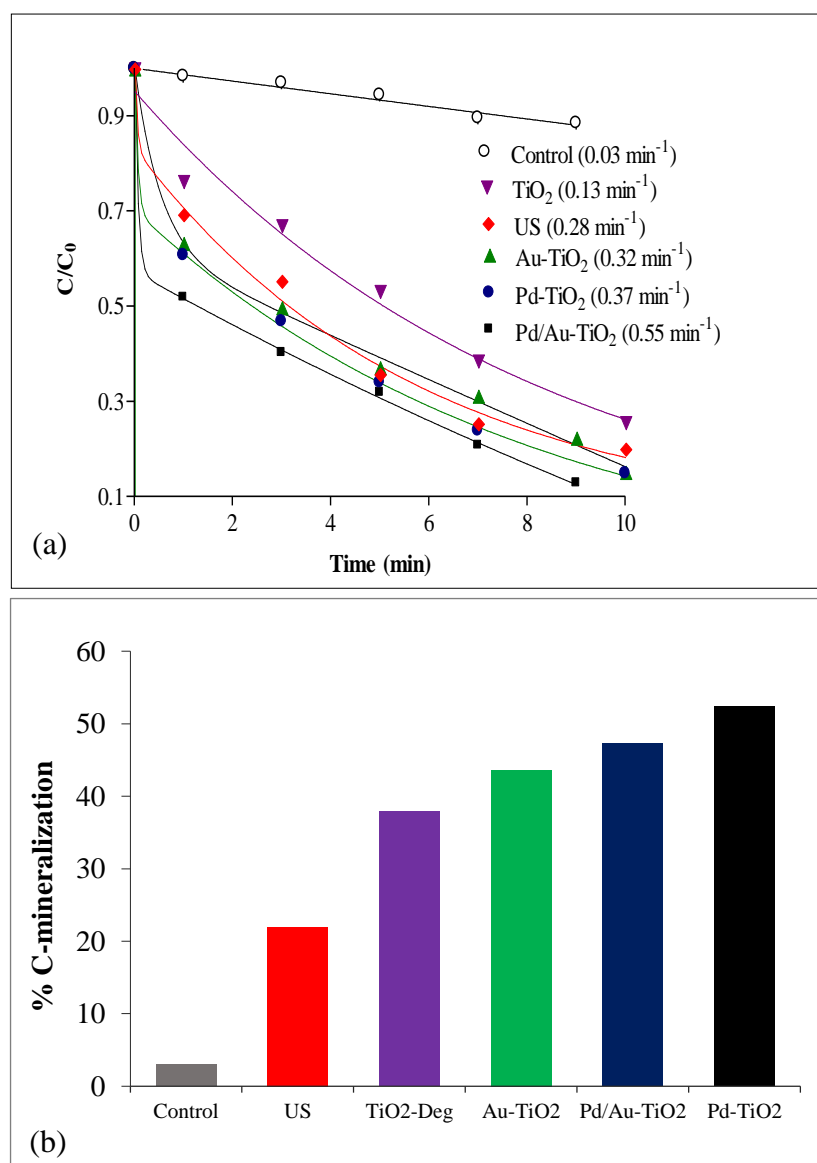 0.9
0.7
0.5
0.3
0.1
C/C₀
Control (0.03 min⁻¹)
TiO₂ (0.13 min⁻¹)
US (0.28 min⁻¹)
Au-TiO₂ (0.32 min⁻¹)
Pd-TiO₂ (0.37 min⁻¹)
Pd/Au-TiO₂ (0.55 min⁻¹)
0 2 4 6 8 10
Time (min)
(a)
60
50
40
30
20
10
0
% C-mineralization
Control US TiO2-Deg Au-TiO2 Pd/Au-TiO2 Pd-TiO2
(b)